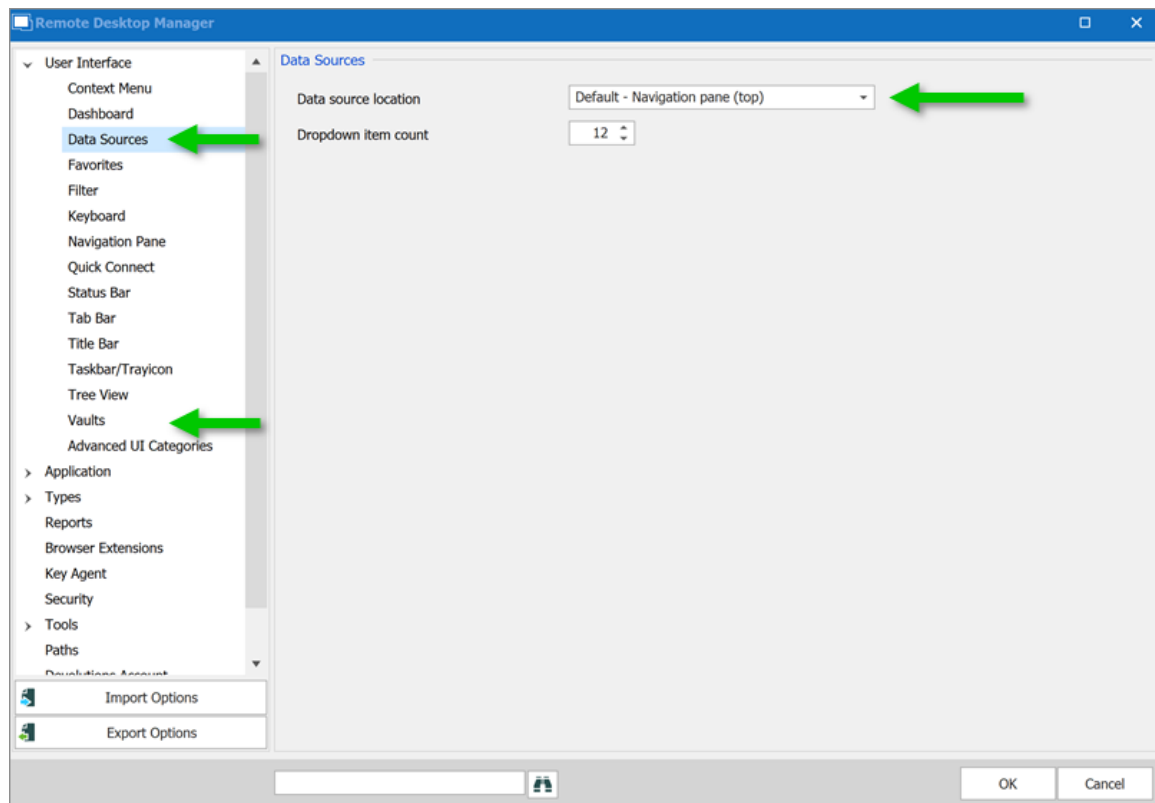 Remote Desktop Manager
User Interface
Context Menu
Dashboard
Data Sources
Favorites
Filter
Keyboard
Navigation Pane
Quick Connect
Status Bar
Tab Bar
Title Bar
Taskbar/Trayicon
Tree View
Vaults
Advanced UI Categories
Application
Types
Reports
Browser Extensions
Key Agent
Security
Tools
Paths
Devolutions Account
Import Options
Export Options
Data Sources
Data source location
Default - Navigation pane (top)
Dropdown item count
12
OK
Cancel